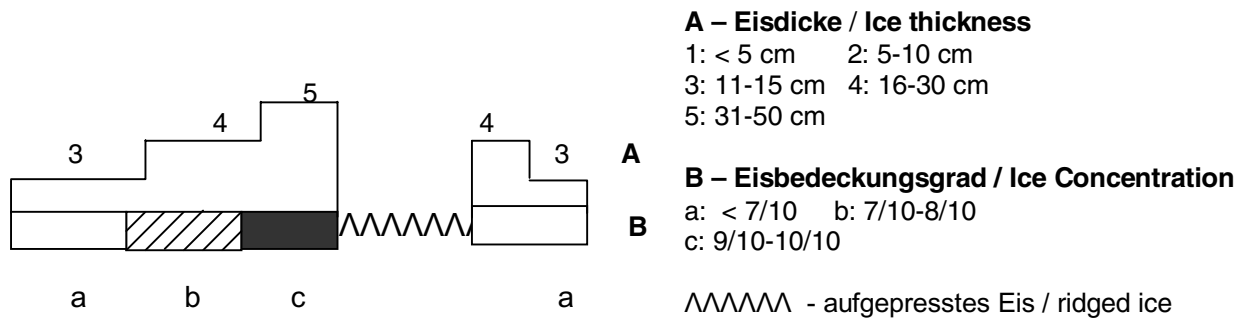 5
4
4
3
3
A
B
a
b
c
a
A – Eisdicke / Ice thickness
1: < 5 cm 2: 5-10 cm
3: 11-15 cm 4: 16-30 cm
5: 31-50 cm
B – Eisbedeckungsgrad / Ice Concentration
a: < 7/10 b: 7/10-8/10
c: 9/10-10/10
ΛΛΛΛΛΛ - aufgepresstes Eis / ridged ice